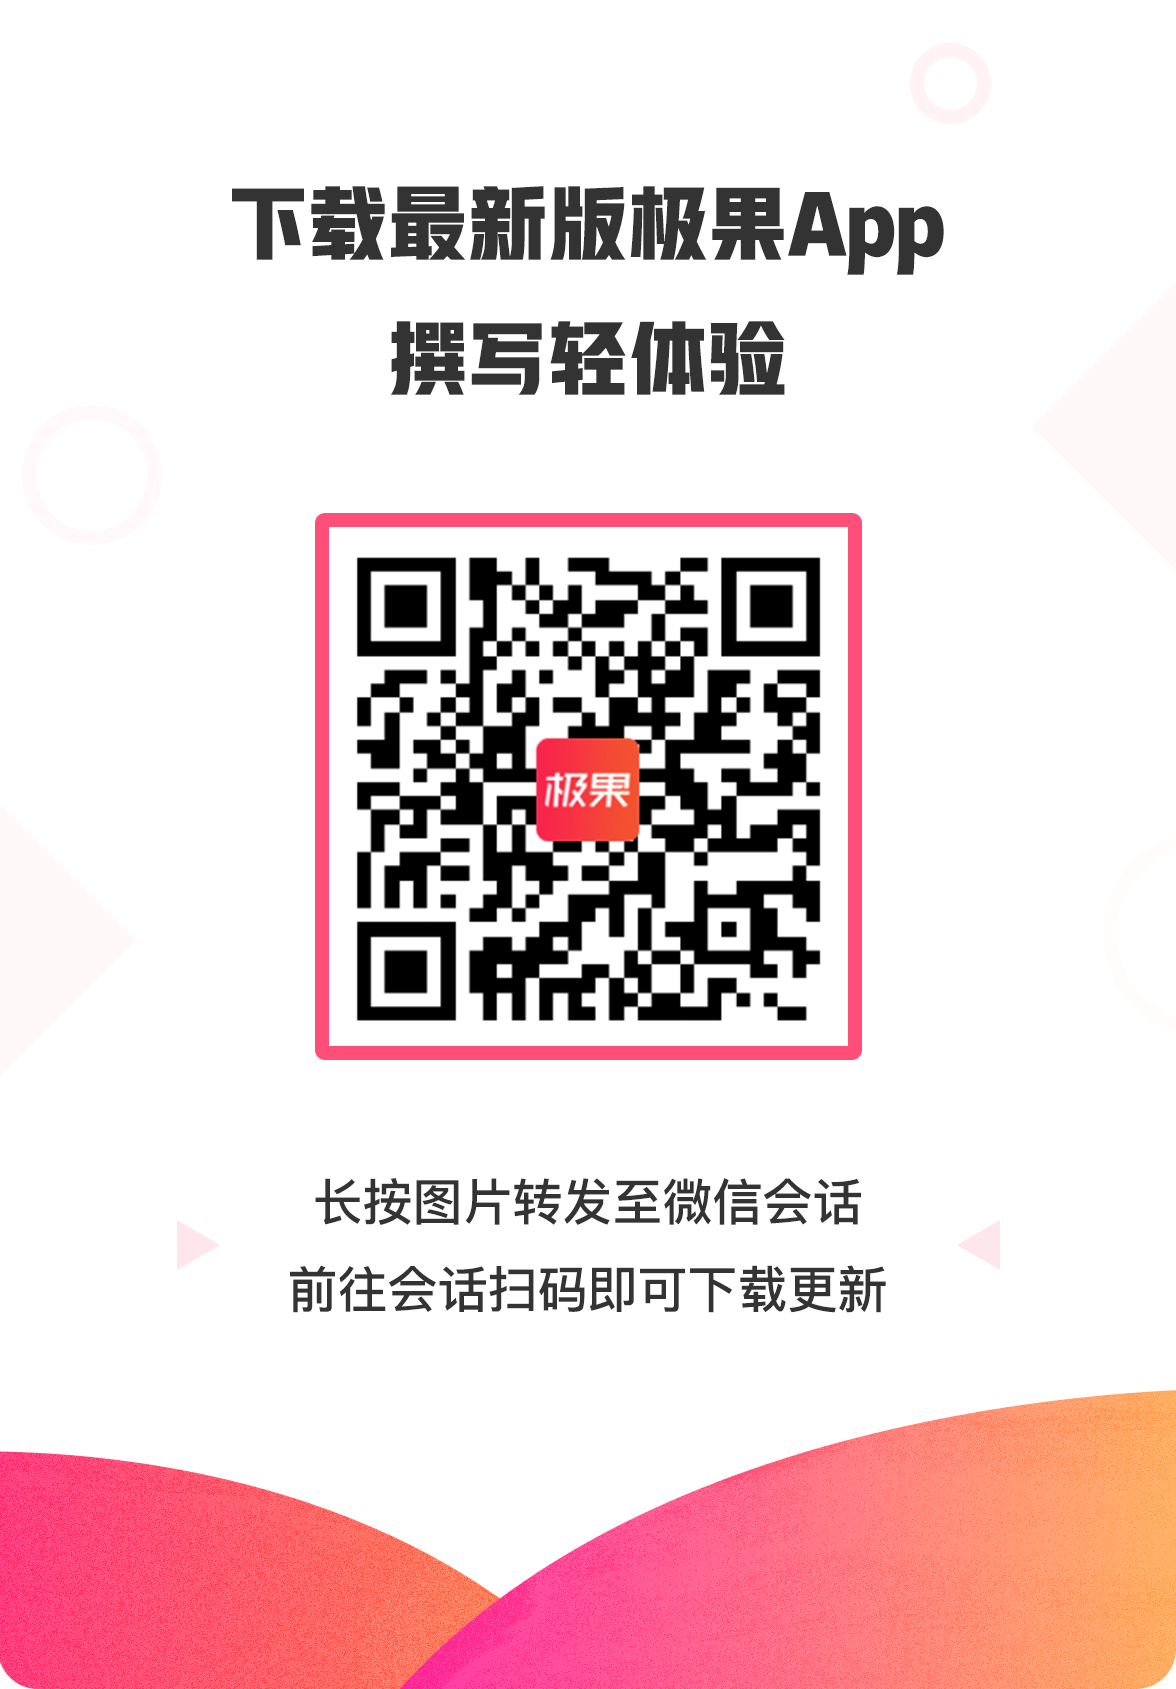 下载最新版极果App
撰写轻体验
极果
长按图片转发至微信会话
前往会话扫码即可下载更新